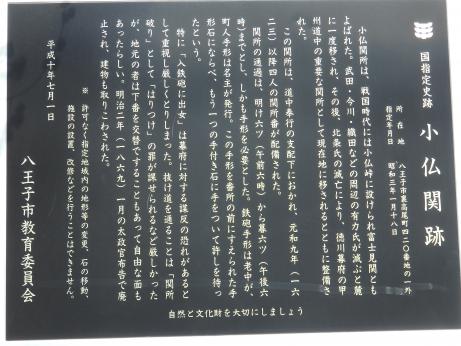 国指定史跡 小仏関跡
所在地 八王子市裏高尾町四二〇番地の一外
指定年月日 昭和三年一月十八日
小仏関所は、戦国時代には小仏峠に設けられ富士見関とも
よばれた。武田・今川・織田などの周辺の有力氏が滅ぶと麓
に一度移され、その後、北条氏の滅亡により、徳川幕府の甲
州道中の重要な関所として現在地に移されるとともに整備さ
れた。
この関所は、道中奉行の支配下におかれ、元和九年(一六
二三)以降四人の関所番が配備された。
関所の通過は、明け六ツ(午前六時)から暮六ツ(午後六
時)までとし、しかも手形を必要とした。鉄砲手形は老中が、
町人手形は名主が発行。この手形を番所の前にすえられた手
形石にならべ、もう一つの手付き石に手をついて許しを待っ
たという。
特に「入鉄砲に出女」は幕府に対する謀反の恐れがあると
して重視し厳しくとりしまった。抜け道を通ることは「関所
破り」として「はりつけ」の罪が課せられるなど厳しかった
が、地元の者は下番を交替ですることもあって自由な面も
あったらしい。明治二年(一八六九)一月の太政官布告で廃
止され、建物も取りこわされた。
※ 許可なく指定地域内の地形等の変更、石の移動、
施設の設置、改修などを行うことはできません。
平成十年七月一日
八王子市教育委員会
自然と文化財を大切にしましょう